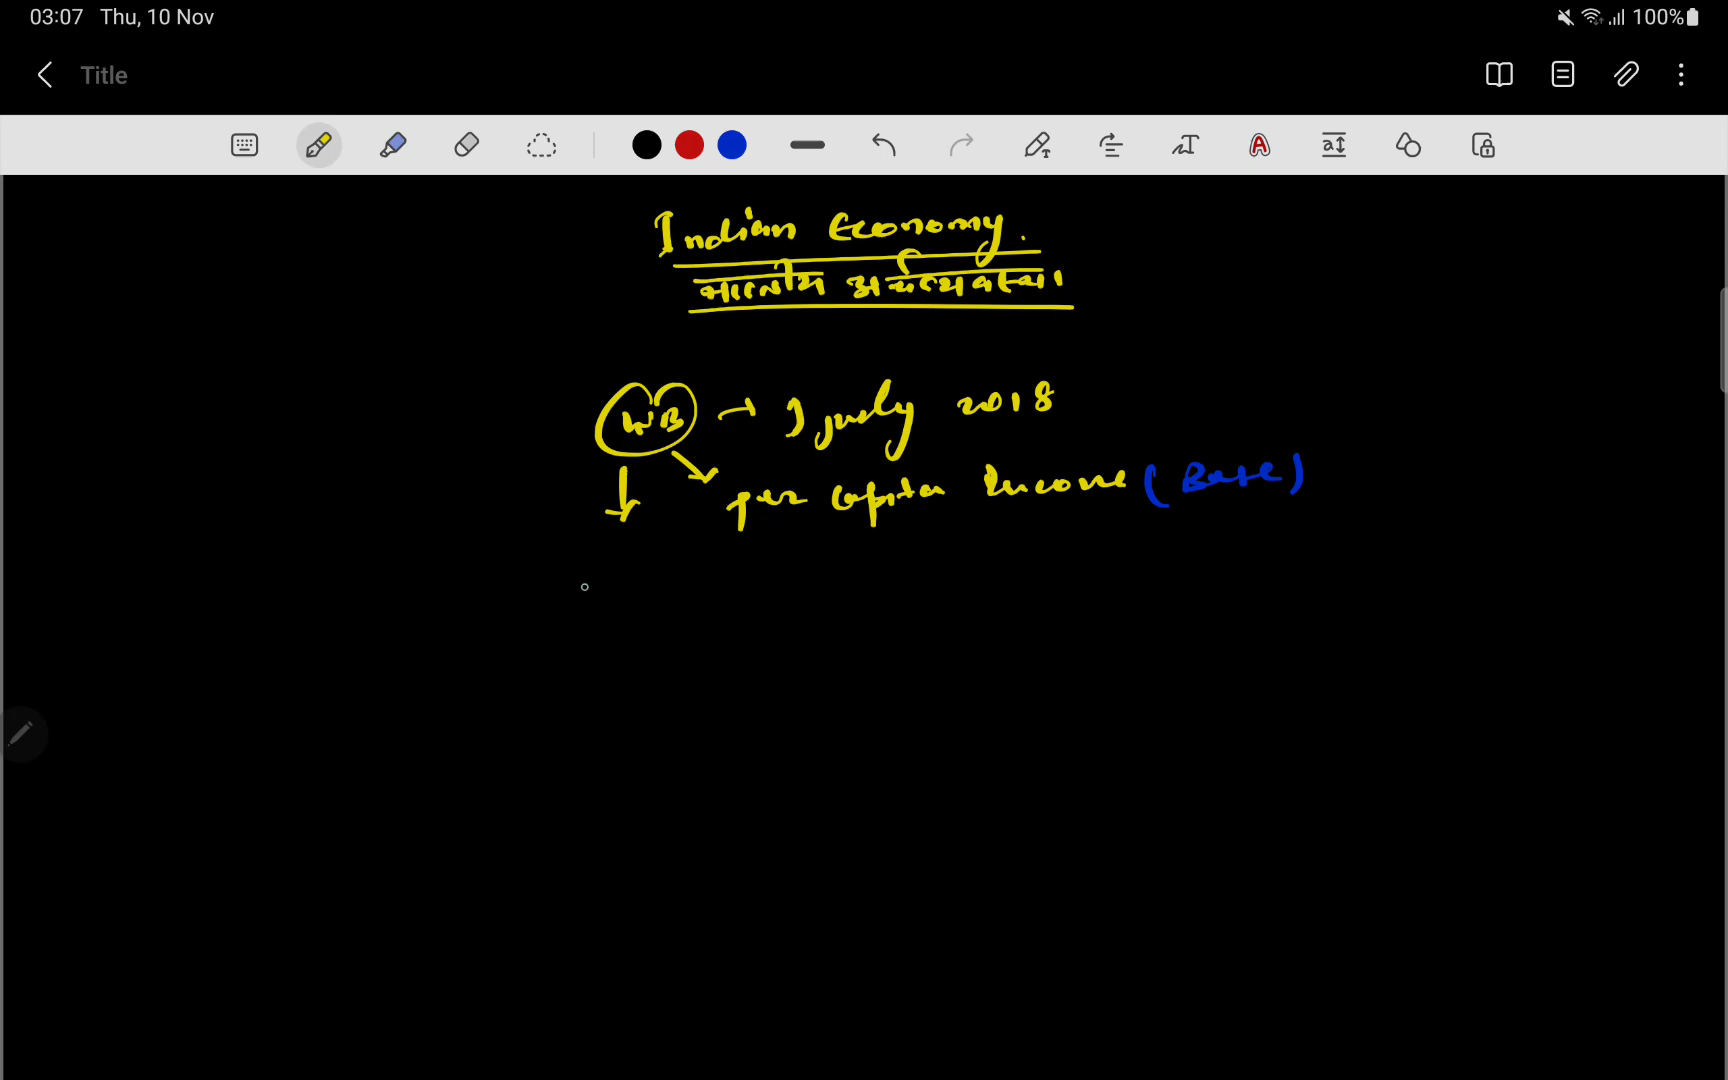 03:07 Thu, 10 Nov 100%
Title
Indian Economy.
भारतीय अर्थव्यवस्था
WB → 1 july 2018
per capita Income (Base)